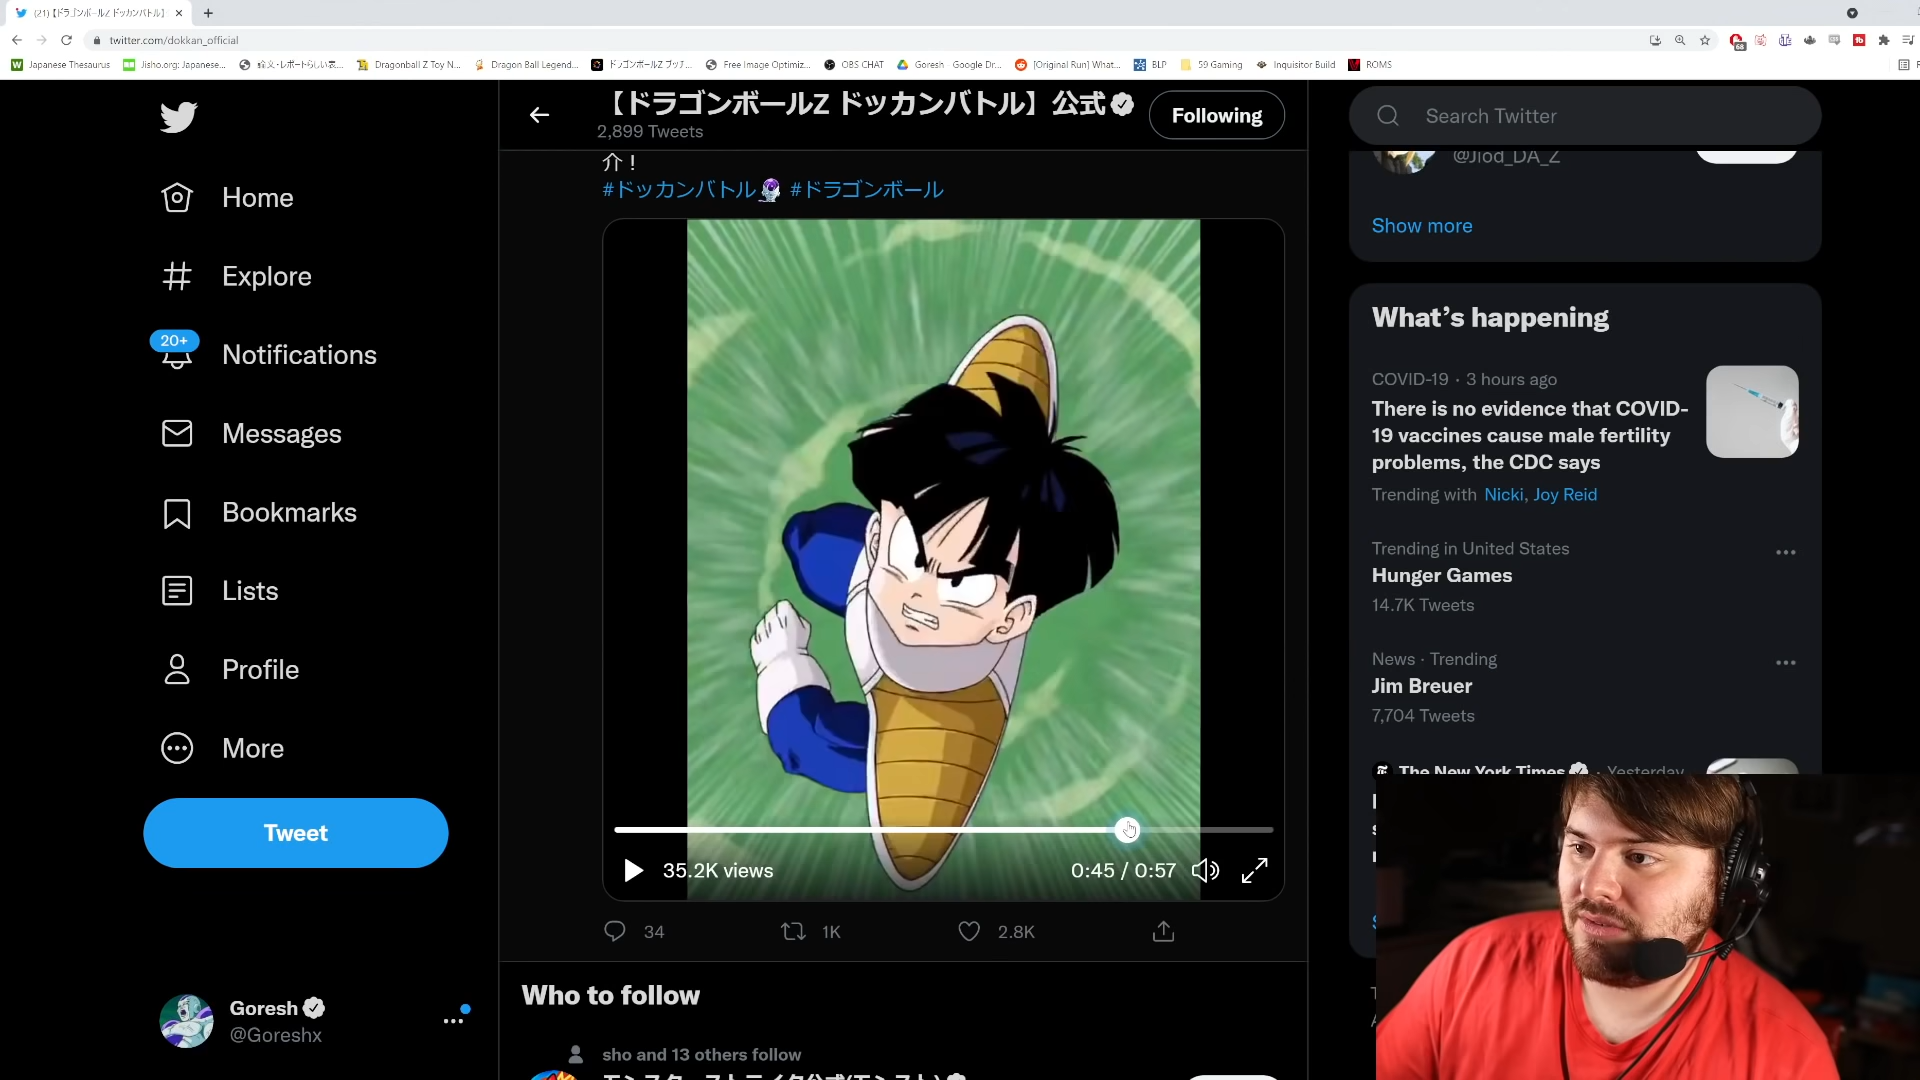 (21)【ドラゴンボールZ ドッカンバトル】
twitter.com/dokkan_official
Japanese Thesaurus
Jisho.org: Japanese...
論文・レポートらしい表...
Dragonball Z Toy N...
Dragon Ball Legend...
ドラゴンボールZ ブッチ...
Free Image Optimiz...
OBS CHAT
Goresh - Google Dr...
[Original Run] What...
BLP
59 Gaming
Inquisitor Build
ROMS
68
【ドラゴンボールZ ドッカンバトル】公式
2,899 Tweets
Following
介！
#ドッカンバトル #ドラゴンボール
35.2K views
0:45 / 0:57
34
1K
2.8K
Who to follow
sho and 13 others follow
モンスターストライク公式(モンスト)
Home
Explore
20+
Notifications
Messages
Bookmarks
Lists
Profile
More
Tweet
Goresh
@Goreshx
Search Twitter
@Jiod_DA_Z
Show more
What's happening
COVID-19 · 3 hours ago
There is no evidence that COVID-
19 vaccines cause male fertility
problems, the CDC says
Trending with Nicki, Joy Reid
Trending in United States
Hunger Games
14.7K Tweets
News · Trending
Jim Breuer
7,704 Tweets
The New York Times · Yesterday